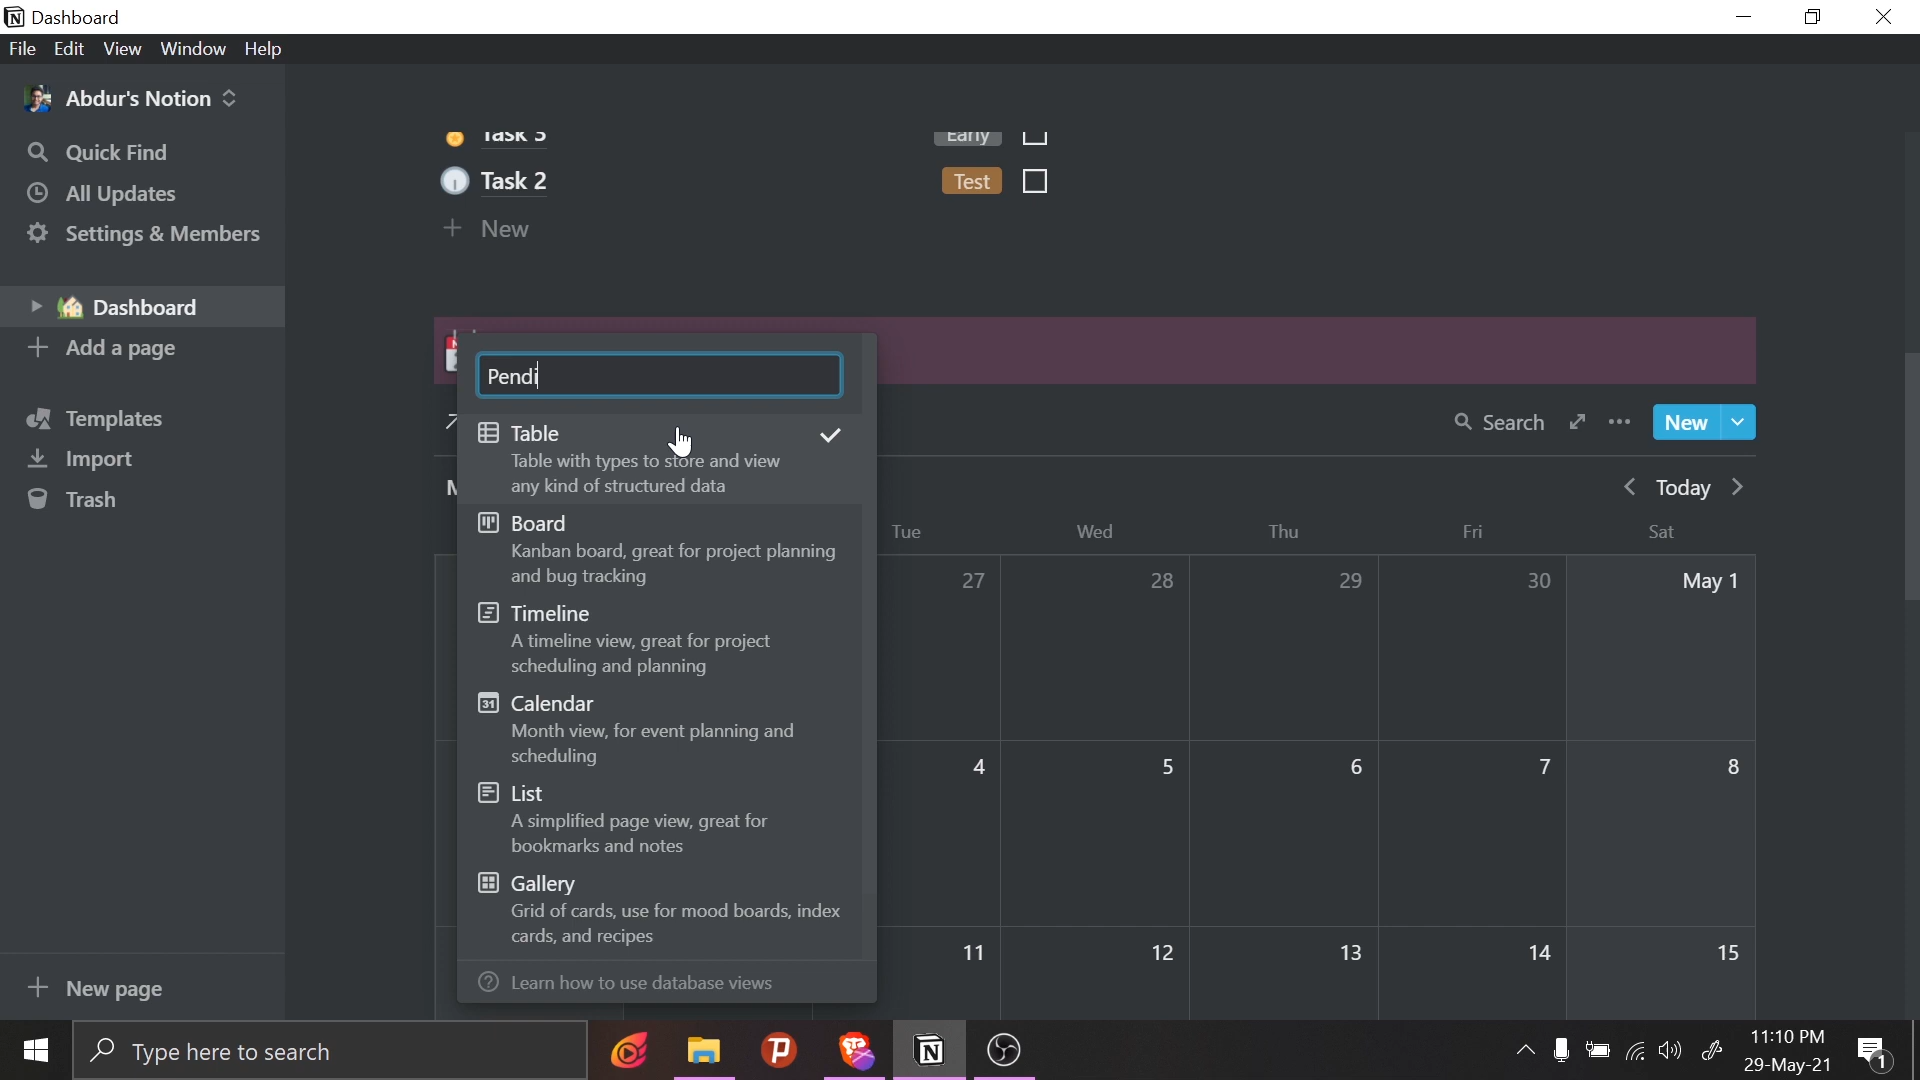 Dashboard
File Edit View Window Help
Abdur's Notion
Quick Find
All Updates
Settings & Members
Dashboard
Add a page
Templates
Import
Trash
New page
Task 3 Early
Task 2 Test
New
Pendi
Table
Table with types to store and view
any kind of structured data
Board
Kanban board, great for project planning
and bug tracking
Timeline
A timeline view, great for project
scheduling and planning
Calendar
Month view, for event planning and
scheduling
List
A simplified page view, great for
bookmarks and notes
Gallery
Grid of cards, use for mood boards, index
cards, and recipes
Learn how to use database views
Search New
Today
Tue Wed Thu Fri Sat
27 28 29 30 May 1
4 5 6 7 8
11 12 13 14 15
Type here to search
11:10 PM
29-May-21
1